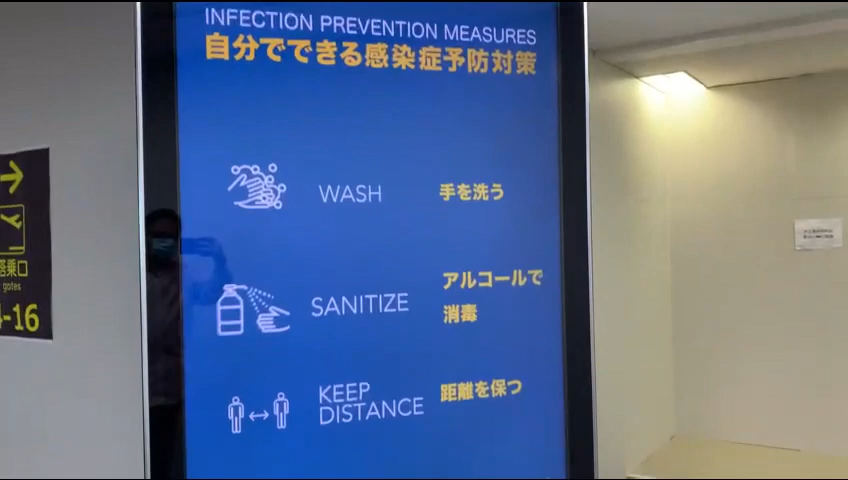 INFECTION PREVENTION MEASURES
自分でできる感染症予防対策
WASH
手を洗う
SANITIZE
アルコールで
消毒
KEEP
DISTANCE
距離を保つ
搭乗口
gates
-16